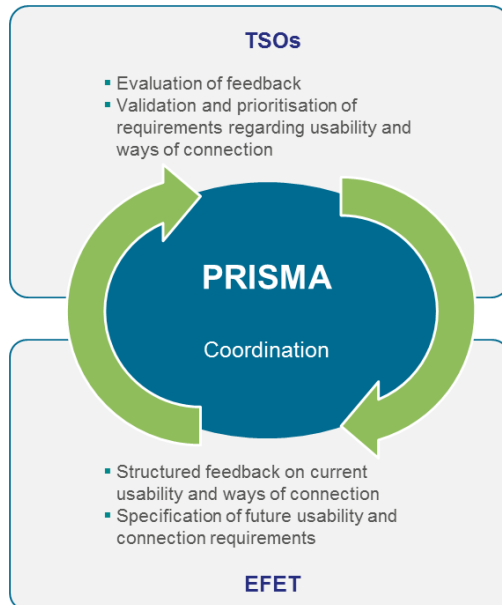 TSOs
▪ Evaluation of feedback
▪ Validation and prioritisation of
requirements regarding usability and
ways of connection
PRISMA
Coordination
▪ Structured feedback on current
usability and ways of connection
▪ Specification of future usability and
connection requirements
EFET